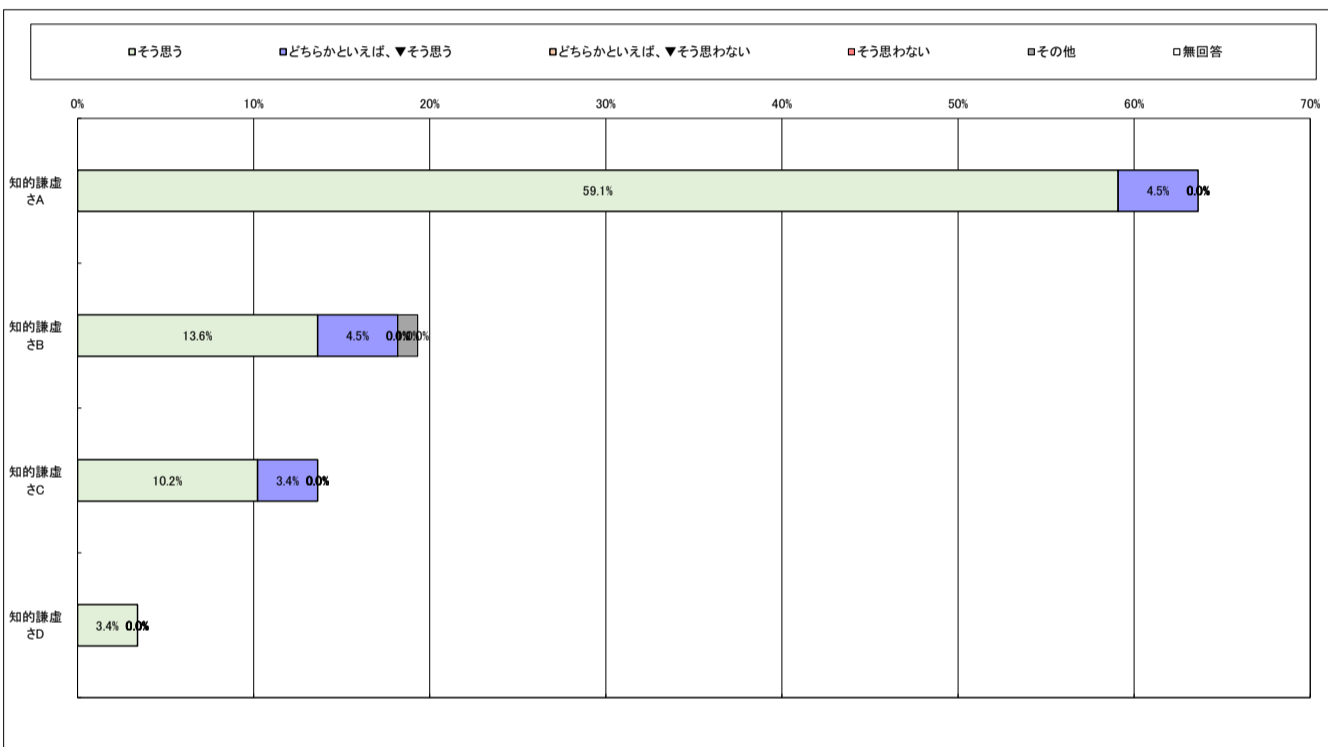 そう思う どちらかといえば、▼そう思う どちらかといえば、▼そう思わない そう思わない その他 無回答
0% 10% 20% 30% 40% 50% 60% 70%
知的謙虚
さA
59.1% 4.5% 0.0%
知的謙虚
さB
13.6% 4.5% 0.0% 0.0%
知的謙虚
さC
10.2% 3.4% 0.0%
知的謙虚
さD
3.4% 0.0%